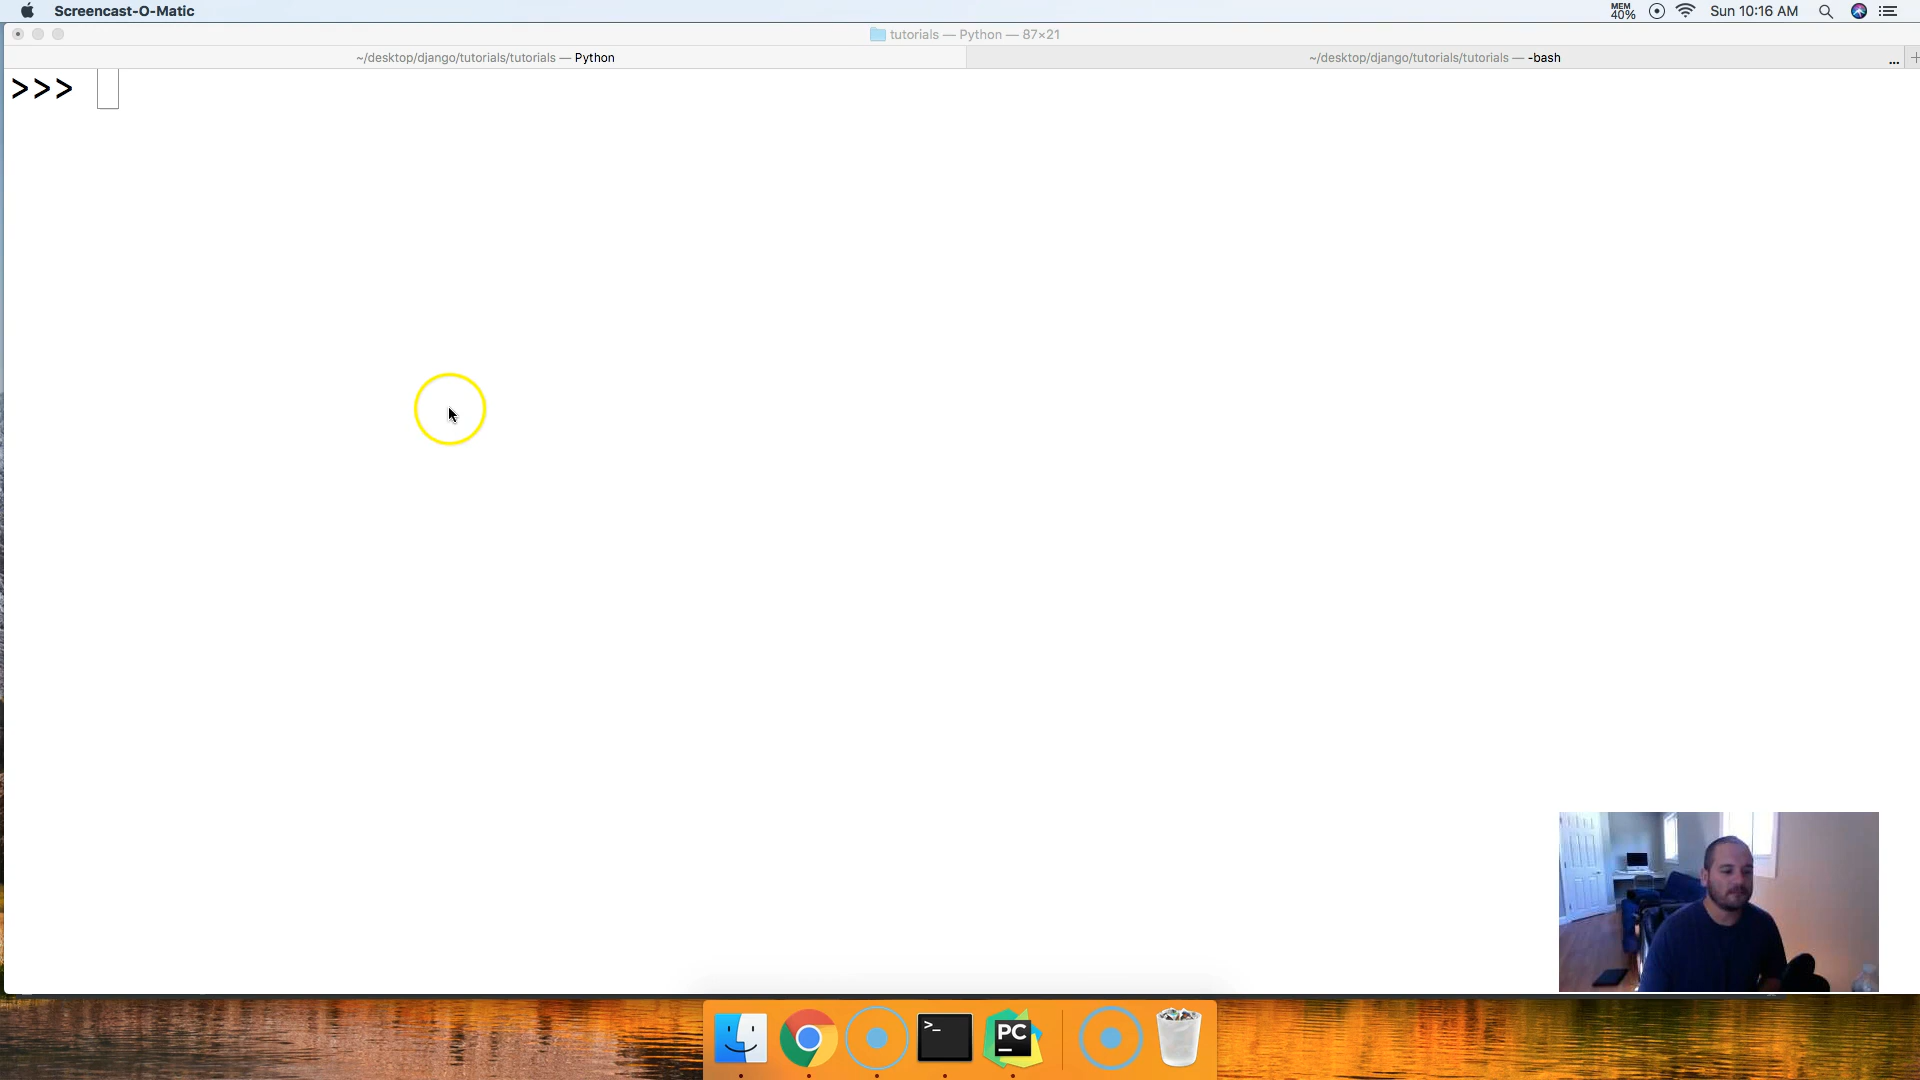 Screencast-O-Matic
MEM
40%
Sun 10:16 AM
tutorials — Python — 87×21
~/desktop/django/tutorials/tutorials — Python
~/desktop/django/tutorials/tutorials — -bash
...
+
>>>
>_
PC